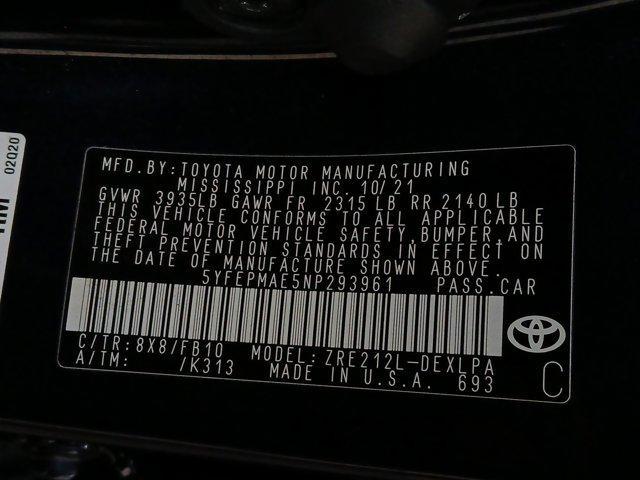 02Q20
MFD.BY:TOYOTA MOTOR MANUFACTURING
MISSISSIPPI INC. 10/21
GVWR 3935LB GAWR FR 2315 LB RR 2140 LB
THIS VEHICLE CONFORMS TO ALL APPLICABLE
FEDERAL MOTOR VEHICLE SAFETY,BUMPER,AND
THEFT PREVENTION STANDARDS IN EFFECT ON
THE DATE OF MANUFACTURE SHOWN ABOVE.
5YFEPMAE5NP293961 PASS.CAR
C/TR:8X8/FB10 MODEL:ZRE212L-DEXLPA
A/TM: /K313 MADE IN U.S.A. 693
C